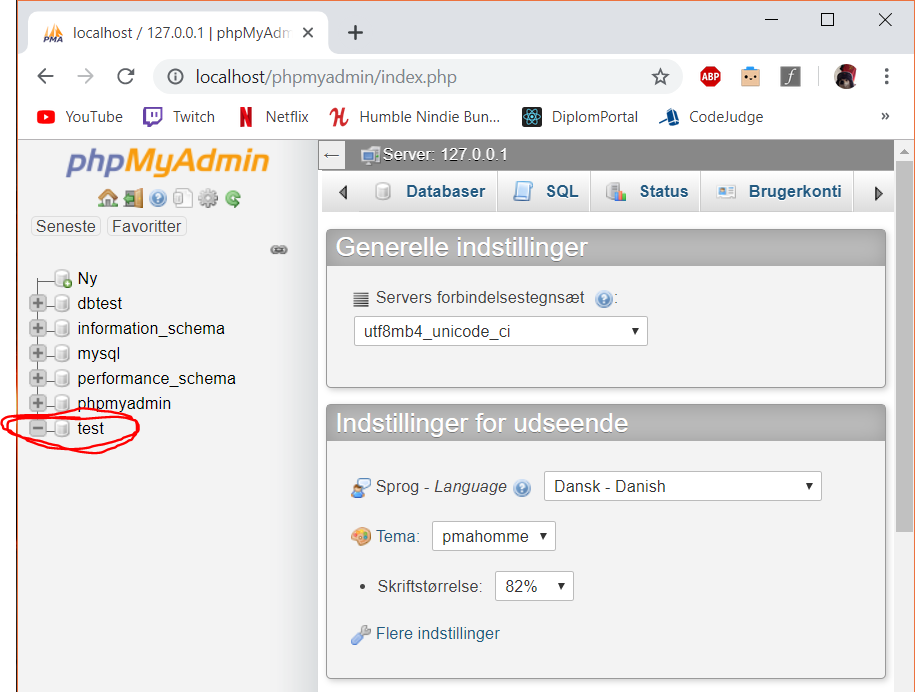 PMA localhost / 127.0.0.1 | phpMyAdm
localhost/phpmyadmin/index.php ABP f
YouTube Twitch Netflix Humble Nindie Bun... DiplomPortal CodeJudge »
phpMyAdmin
Seneste Favoritter
Ny
dbtest
information_schema
mysql
performance_schema
phpmyadmin
test
Server: 127.0.0.1
Databaser SQL Status Brugerkonti
Generelle indstillinger
Servers forbindelsestegnsæt :
utf8mb4_unicode_ci
Indstillinger for udseende
Sprog - Language Dansk - Danish
Tema: pmahomme
• Skriftstørrelse: 82%
Flere indstillinger